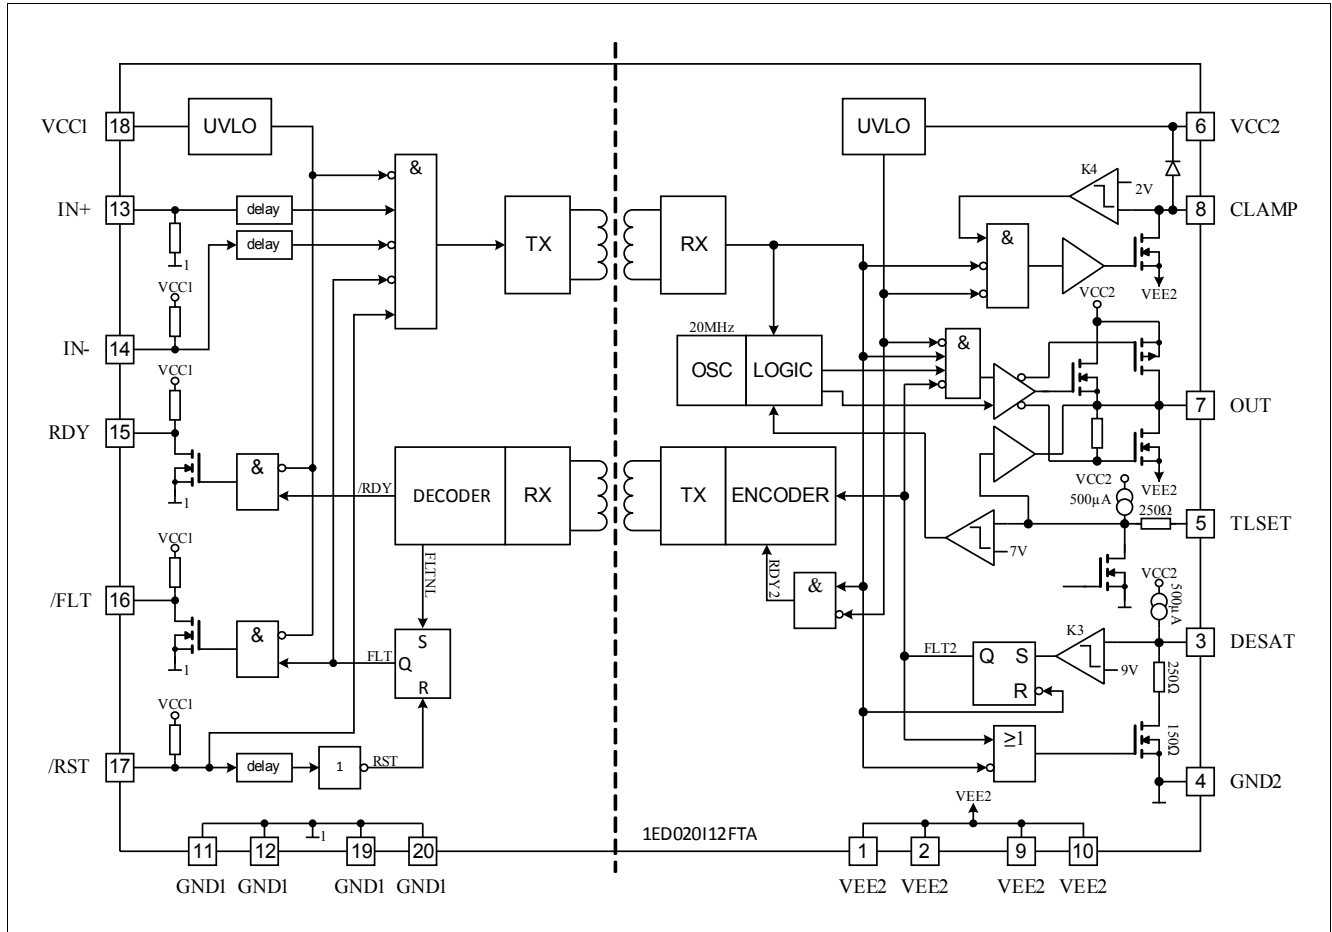 VCC1
18
UVLO
UVLO
6
VCC2
&
K4
2V
IN+
13
delay
8
CLAMP
delay
TX
RX
&
1
VCC1
VEE2
VCC2
IN-
14
20MHz
OSC
LOGIC
&
VCC1
7
OUT
RDY
15
&
/RDY
DECODER
RX
TX
ENCODER
VCC2
500µA
VEE2
1
250Ω
5
TLSET
7V
VCC1
FLTNL
RDY2
&
VCC2
500µA
/FLT
16
&
FLT
S
Q
R
FLT2
Q
S
R
K3
9V
3
DESAT
250Ω
1
VCC1
≥1
150Ω
/RST
17
delay
1
RST
4
GND2
VEE2
1
1ED020I12FTA
11
12
19
20
1
2
9
10
GND1
GND1
GND1
GND1
VEE2
VEE2
VEE2
VEE2